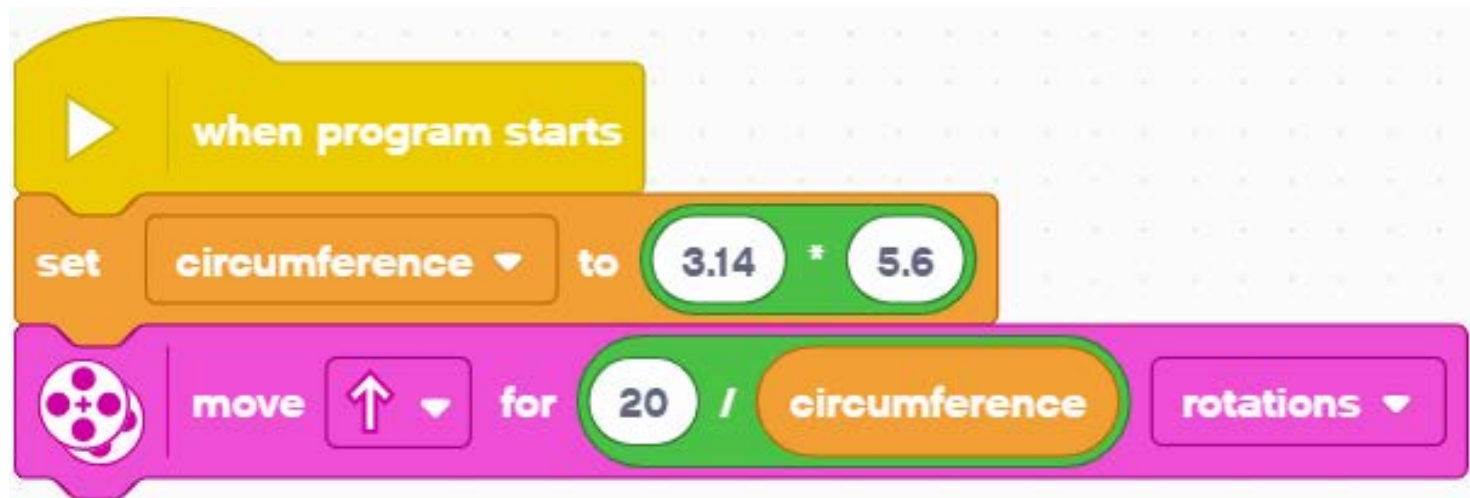 when program starts
set circumference to 3.14 * 5.6
move for 20 / circumference rotations